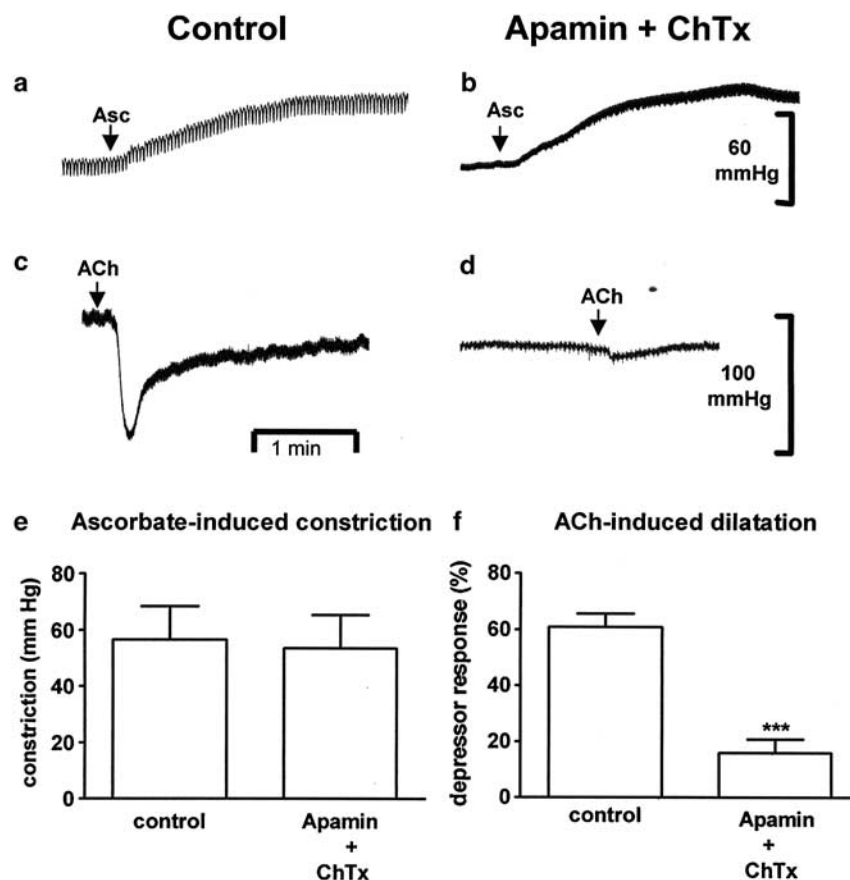 Control
Apamin + ChTx
a
Asc
b
Asc
60
mmHg
c
ACh
1 min
d
ACh
100
mmHg
e Ascorbate-induced constriction
constriction (mm Hg)
80
60
40
20
0
control
Apamin
+
ChTx
f ACh-induced dilatation
depressor response (%)
80
60
40
20
0
***
control
Apamin
+
ChTx